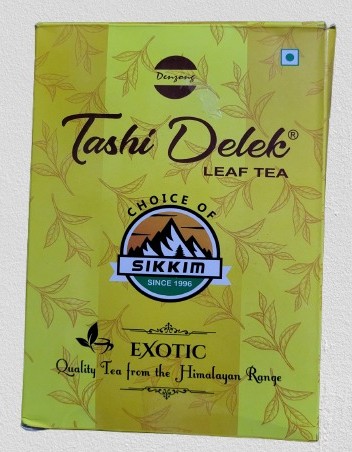 Denzong
Tashi Delek®
LEAF TEA
CHOICE OF
SIKKIM
SINCE 1996
EXOTIC
Quality Tea from the Himalayan Range